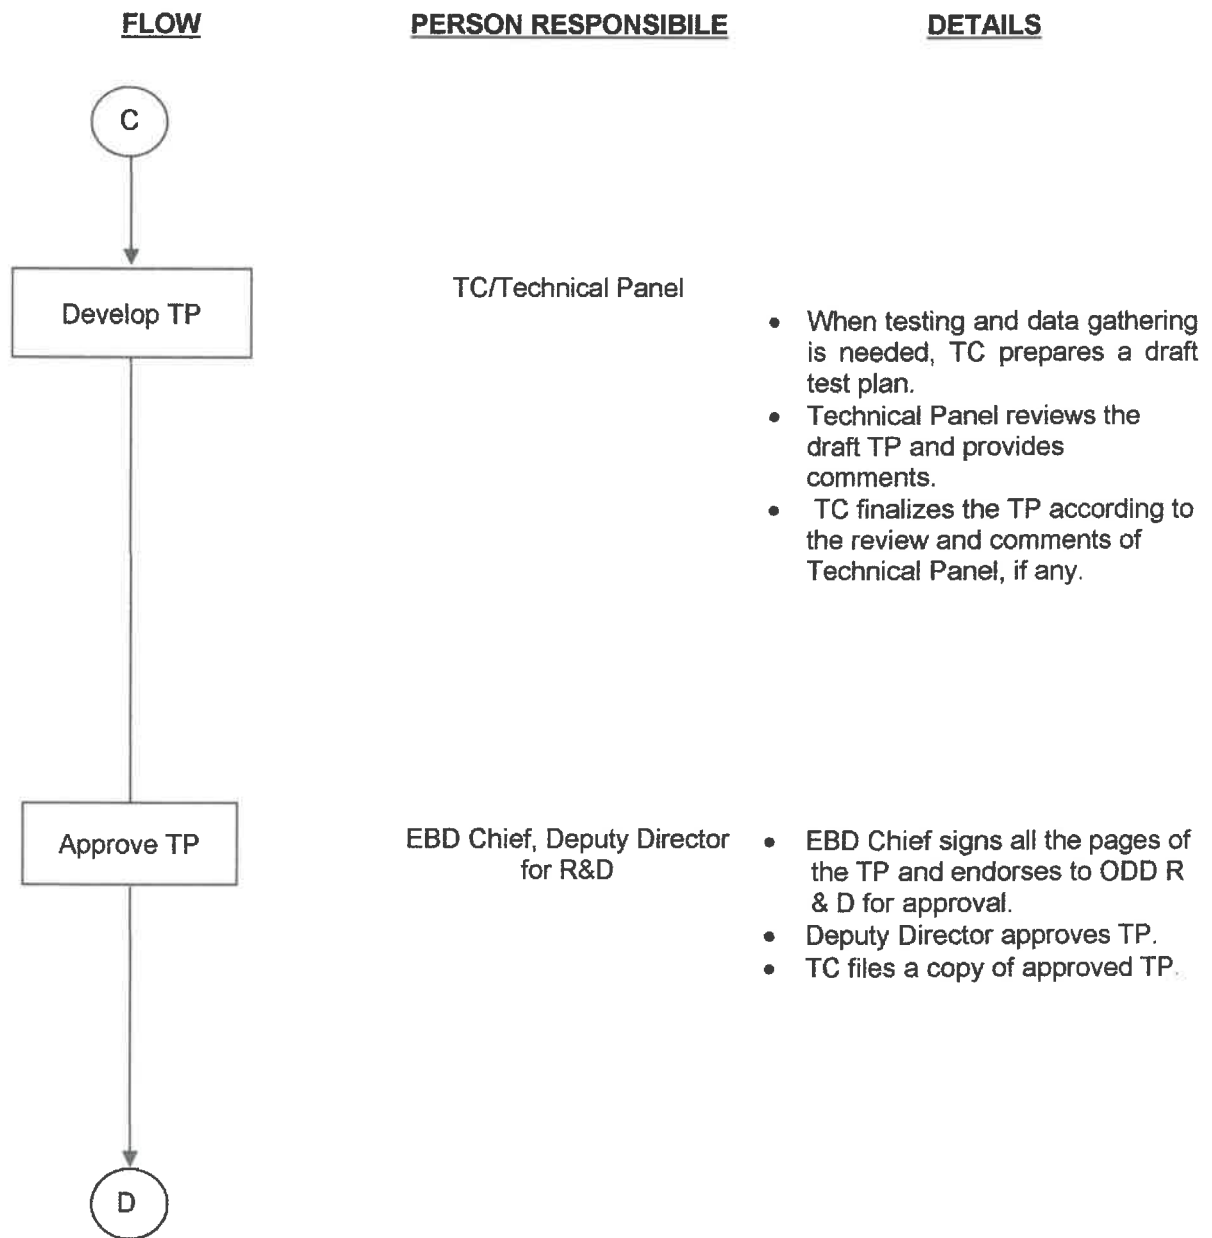 FLOW
PERSON RESPONSIBILE
DETAILS
C
Develop TP
TC/Technical Panel
• When testing and data gathering
is needed, TC prepares a draft
test plan.
• Technical Panel reviews the
draft TP and provides
comments.
• TC finalizes the TP according to
the review and comments of
Technical Panel, if any.
Approve TP
EBD Chief, Deputy Director
for R&D
• EBD Chief signs all the pages of
the TP and endorses to ODD R
& D for approval.
• Deputy Director approves TP.
• TC files a copy of approved TP.
D